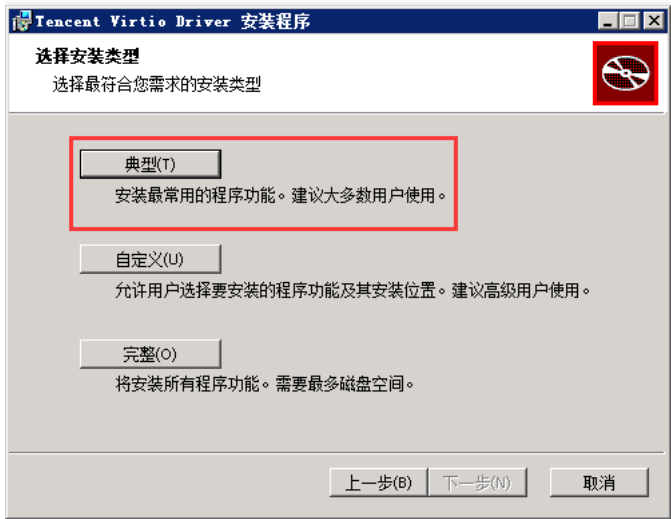 Tencent Virtio Driver 安装程序
选择安装类型
选择最符合您需求的安装类型
典型(T)
安装最常用的程序功能。建议大多数用户使用。
自定义(U)
允许用户选择要安装的程序功能及其安装位置。建议高级用户使用。
完整(O)
将安装所有程序功能。需要最多磁盘空间。
上一步(B) 下一步(N) 取消